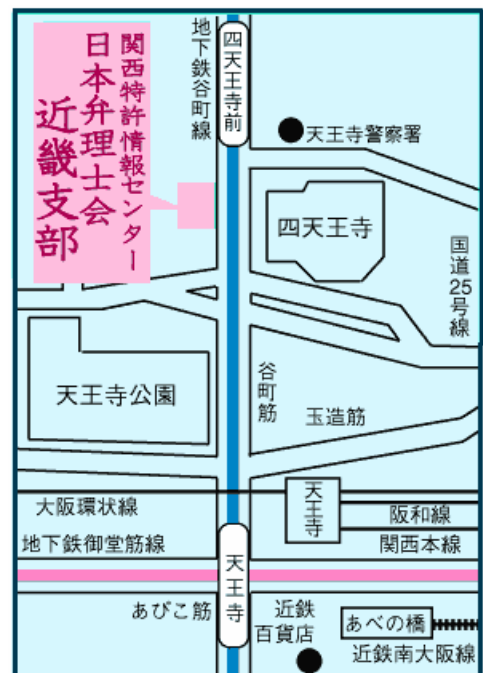 関西特許情報センター
日本弁理士会
近畿支部
地下鉄谷町線
四天王寺前
天王寺警察署
四天王寺
国道25号線
天王寺公園
谷町筋
玉造筋
大阪環状線
天王寺
阪和線
地下鉄御堂筋線
関西本線
天王寺
あびこ筋
近鉄
百貨店
あべの橋
近鉄南大阪線